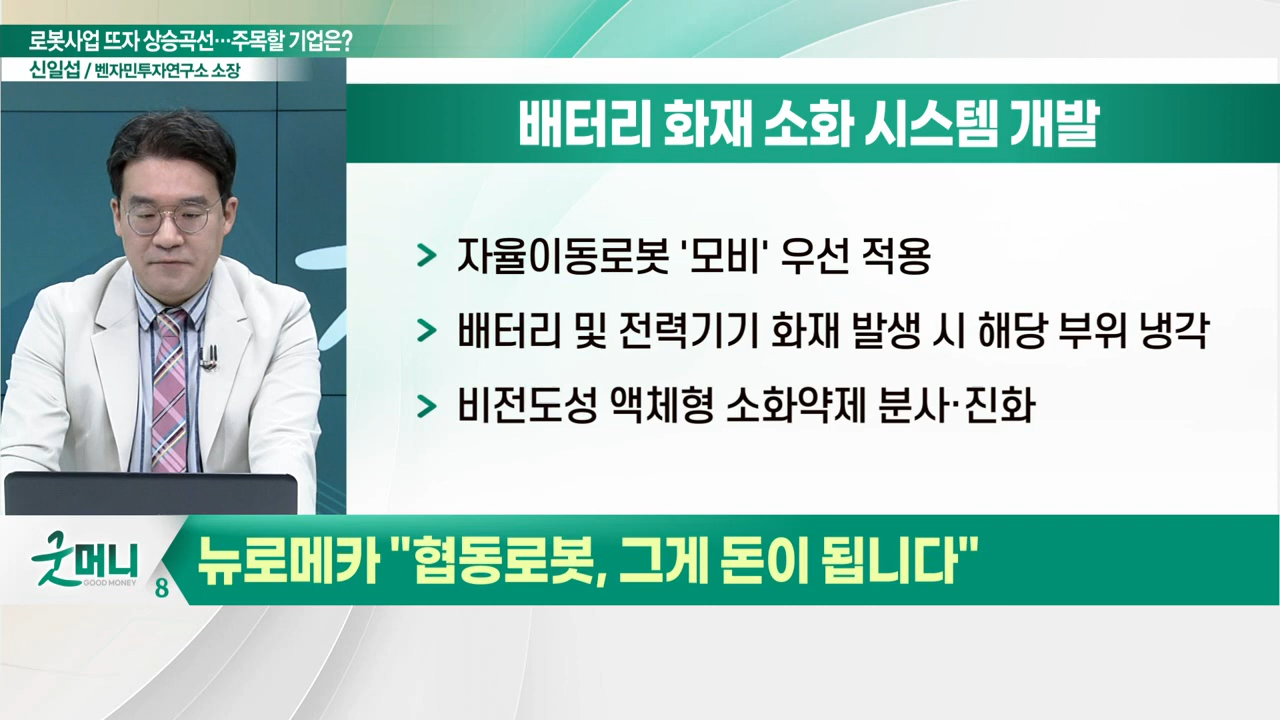 로봇사업 뜨자 상승곡선…주목할 기업은?
신일섭 / 벤자민투자연구소 소장
배터리 화재 소화 시스템 개발
> 자율이동로봇 '모비' 우선 적용
> 배터리 및 전력기기 화재 발생 시 해당 부위 냉각
> 비전도성 액체형 소화약제 분사·진화
굿머니
GOOD MONEY
8
뉴로메카 "협동로봇, 그게 돈이 됩니다"